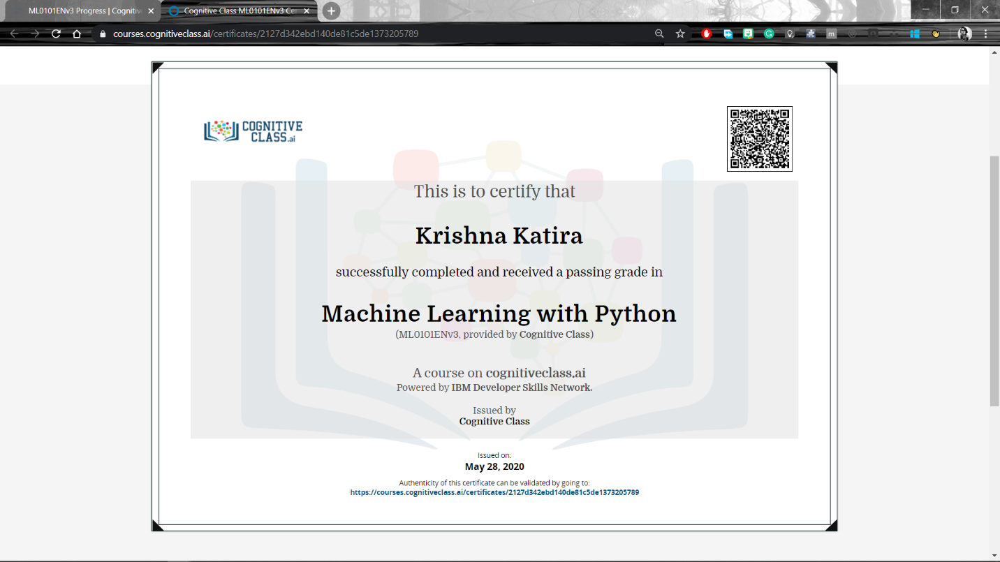 ML0101ENv3 Progress | Cogniti
Cognitive Class ML0101ENv3 Cer
courses.cognitiveclass.ai/certificates/2127d342ebd140de81c5de1373205789
COGNITIVE
CLASS.ai
This is to certify that
Krishna Katira
successfully completed and received a passing grade in
Machine Learning with Python
(ML0101ENv3, provided by Cognitive Class)
A course on cognitiveclass.ai
Powered by IBM Developer Skills Network.
Issued by
Cognitive Class
Issued on:
May 28, 2020
Authenticity of this certificate can be validated by going to:
https://courses.cognitiveclass.ai/certificates/2127d342ebd140de81c5de1373205789